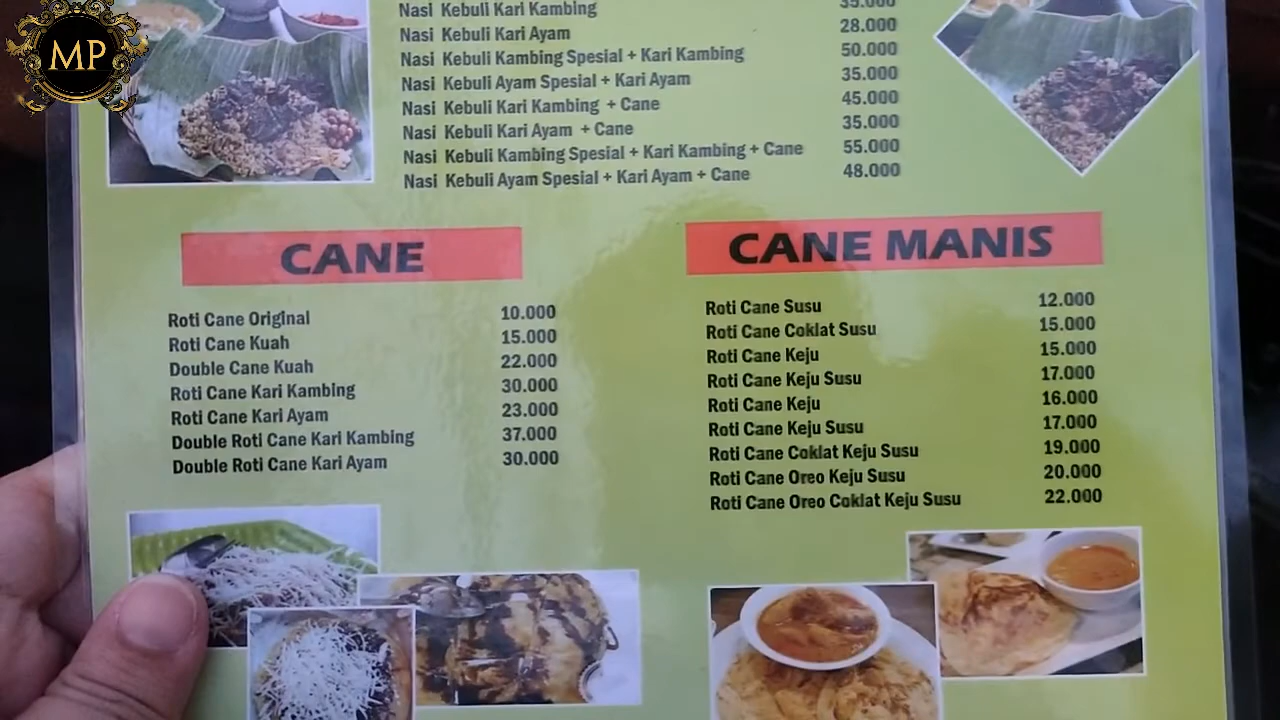 MP
Nasi Kebuli Kari Kambing 35.000
Nasi Kebuli Kari Ayam 28.000
Nasi Kebuli Kambing Spesial + Kari Kambing 50.000
Nasi Kebuli Ayam Spesial + Kari Ayam 35.000
Nasi Kebuli Kari Kambing + Cane 45.000
Nasi Kebuli Kari Ayam + Cane 35.000
Nasi Kebuli Kambing Spesial + Kari Kambing + Cane 55.000
Nasi Kebuli Ayam Spesial + Kari Ayam + Cane 48.000
CANE
Roti Cane Original 10.000
Roti Cane Kuah 15.000
Double Cane Kuah 22.000
Roti Cane Kari Kambing 30.000
Roti Cane Kari Ayam 23.000
Double Roti Cane Kari Kambing 37.000
Double Roti Cane Kari Ayam 30.000
CANE MANIS
Roti Cane Susu 12.000
Roti Cane Coklat Susu 15.000
Roti Cane Keju 15.000
Roti Cane Keju Susu 17.000
Roti Cane Keju 16.000
Roti Cane Keju Susu 17.000
Roti Cane Coklat Keju Susu 19.000
Roti Cane Oreo Keju Susu 20.000
Roti Cane Oreo Coklat Keju Susu 22.000